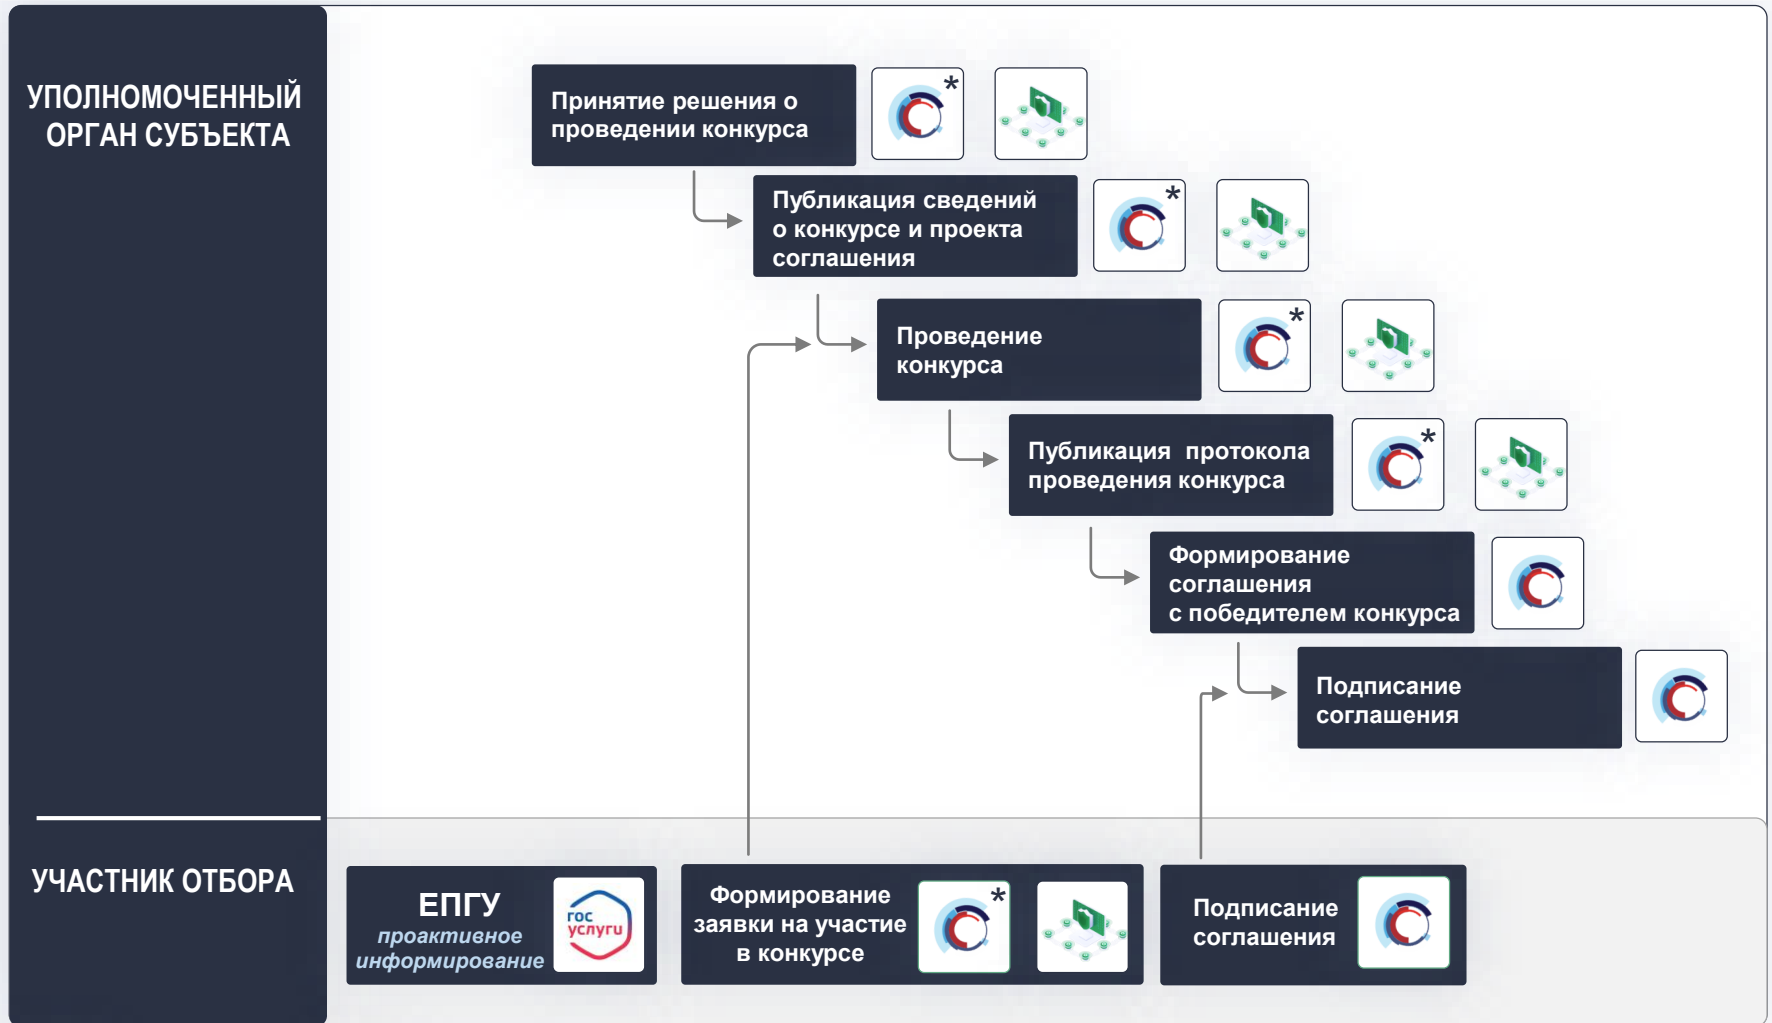 УПОЛНОМОЧЕННЫЙ
ОРГАН СУБЪЕКТА
Принятие решения о
проведении конкурса
*
Публикация сведений
о конкурсе и проекта
соглашения
*
Проведение
конкурса
*
Публикация протокола
проведения конкурса
*
Формирование
соглашения
с победителем конкурса
Подписание
соглашения
УЧАСТНИК ОТБОРА
ЕПГУ
проактивное
информирование
гос
услуги
Формирование
заявки на участие
в конкурсе
*
Подписание
соглашения